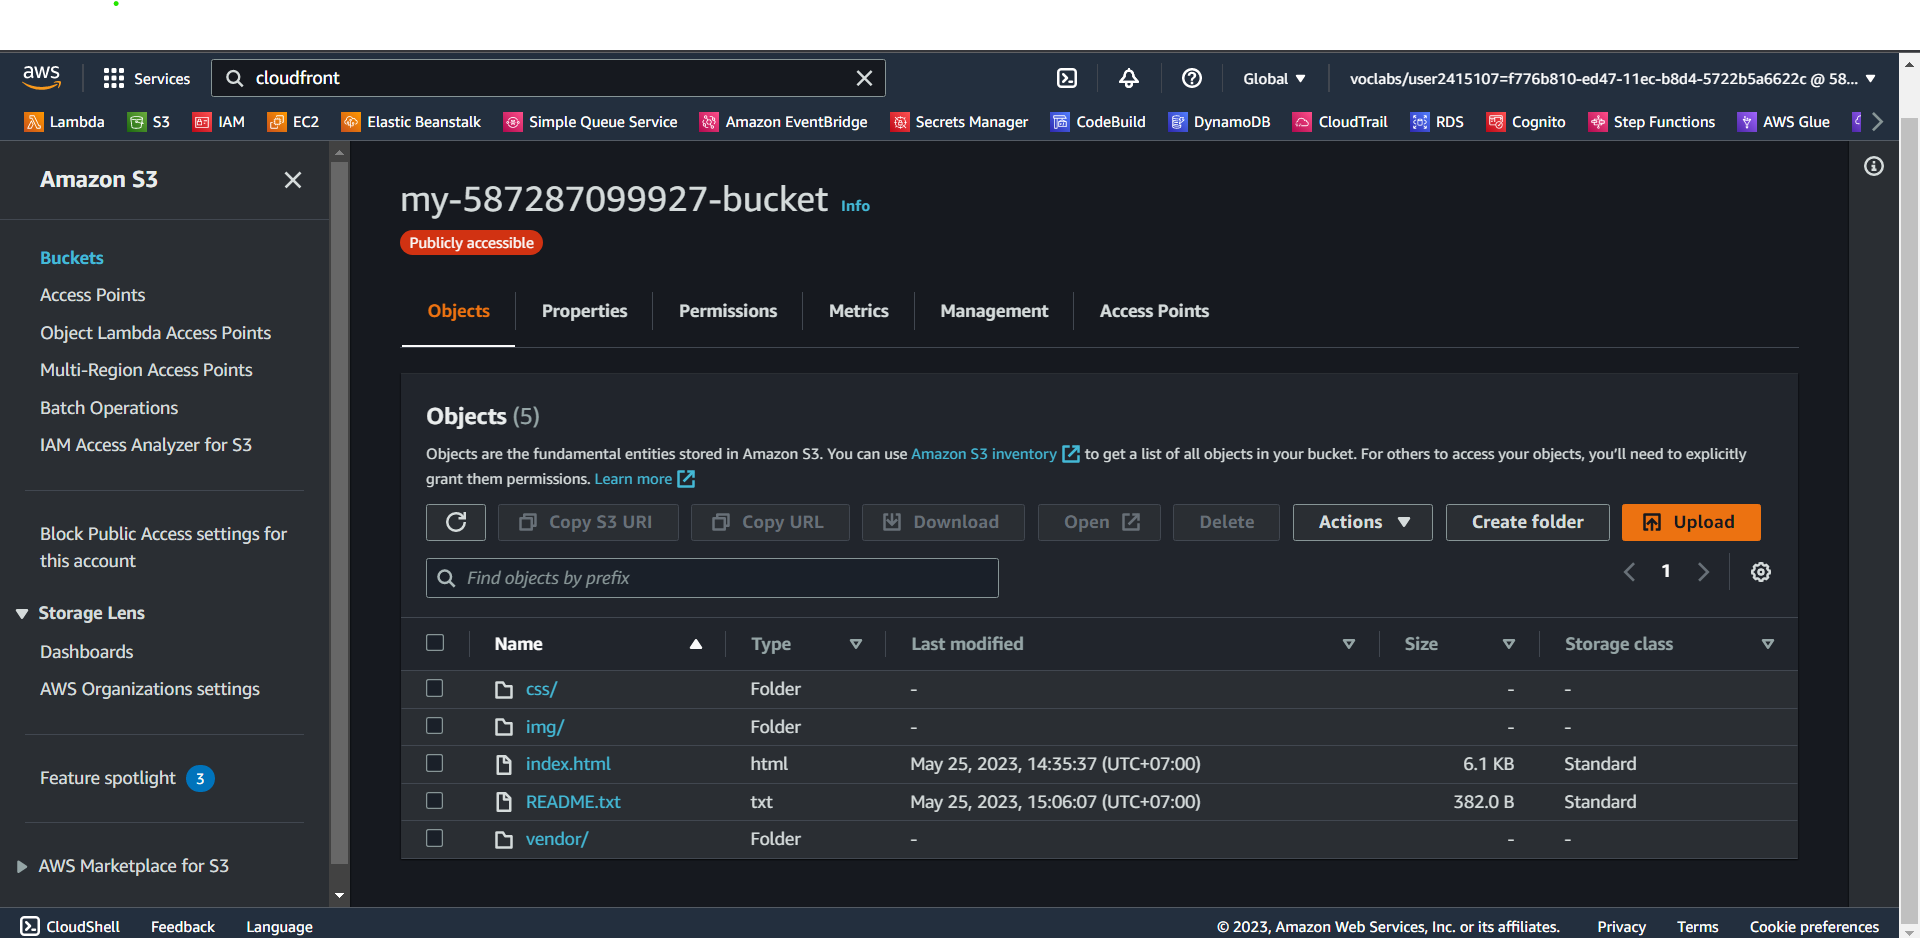 aws Services cloudfront Global voclabs/user2415107=f776b810-ed47-11ec-b8d4-5722b5a6622c @ 58...
Lambda S3 IAM EC2 Elastic Beanstalk Simple Queue Service Amazon EventBridge Secrets Manager CodeBuild DynamoDB CloudTrail RDS Cognito Step Functions AWS Glue
Amazon S3
Buckets
Access Points
Object Lambda Access Points
Multi-Region Access Points
Batch Operations
IAM Access Analyzer for S3
Block Public Access settings for
this account
Storage Lens
Dashboards
AWS Organizations settings
Feature spotlight 3
AWS Marketplace for S3
my-587287099927-bucket Info
Publicly accessible
Objects Properties Permissions Metrics Management Access Points
Objects (5)
Objects are the fundamental entities stored in Amazon S3. You can use Amazon S3 inventory to get a list of all objects in your bucket. For others to access your objects, you'll need to explicitly
grant them permissions. Learn more
Copy S3 URI Copy URL Download Open Delete Actions Create folder Upload
Find objects by prefix 1
Name Type Last modified Size Storage class
css/ Folder - - -
img/ Folder - - -
index.html html May 25, 2023, 14:35:37 (UTC+07:00) 6.1 KB Standard
README.txt txt May 25, 2023, 15:06:07 (UTC+07:00) 382.0 B Standard
vendor/ Folder - - -
CloudShell Feedback Language © 2023, Amazon Web Services, Inc. or its affiliates. Privacy Terms Cookie preferences